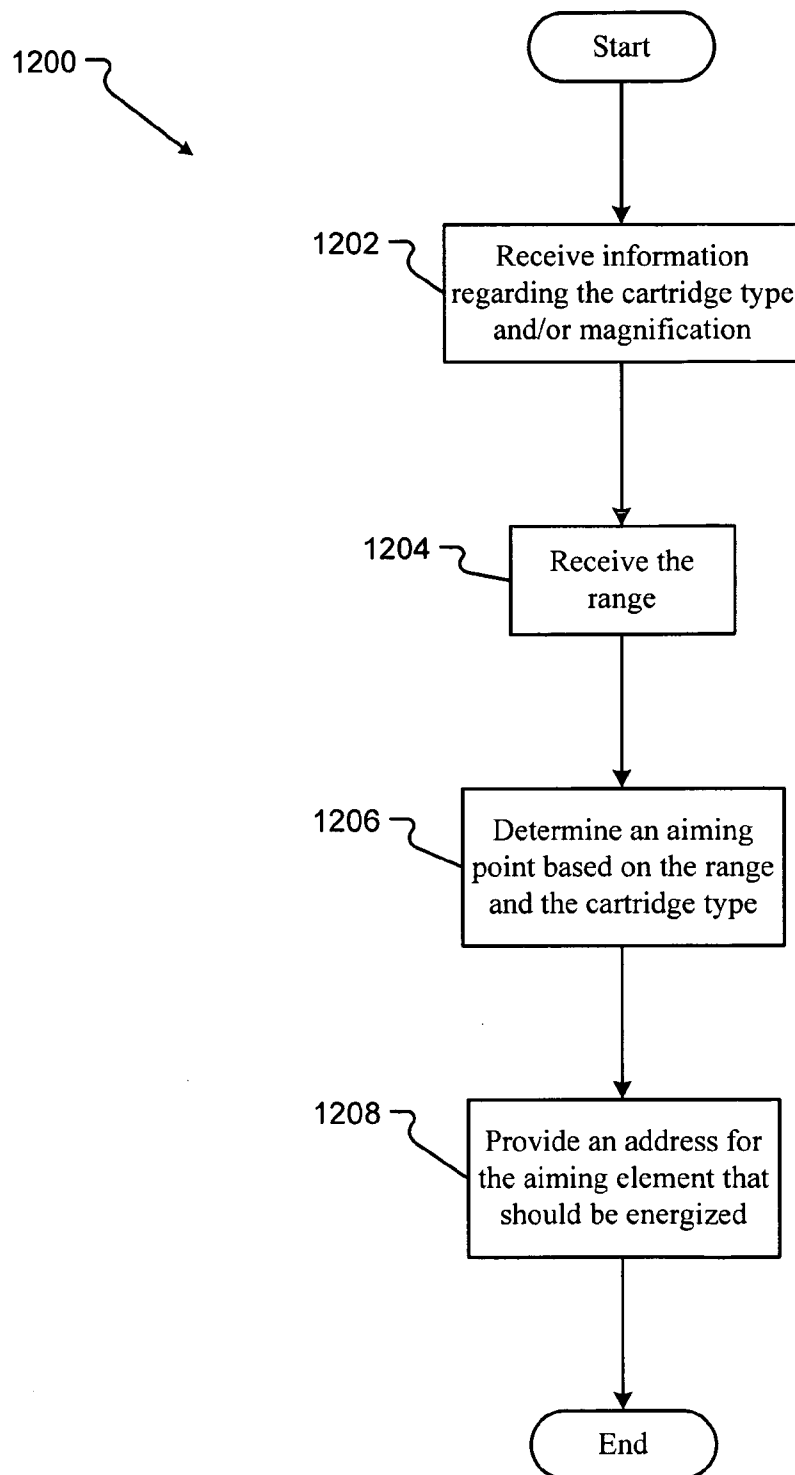 Start
1200
1202
Receive information
regarding the cartridge type
and/or magnification
1204
Receive the
range
1206
Determine an aiming
point based on the range
and the cartridge type
1208
Provide an address for
the aiming element that
should be energized
End